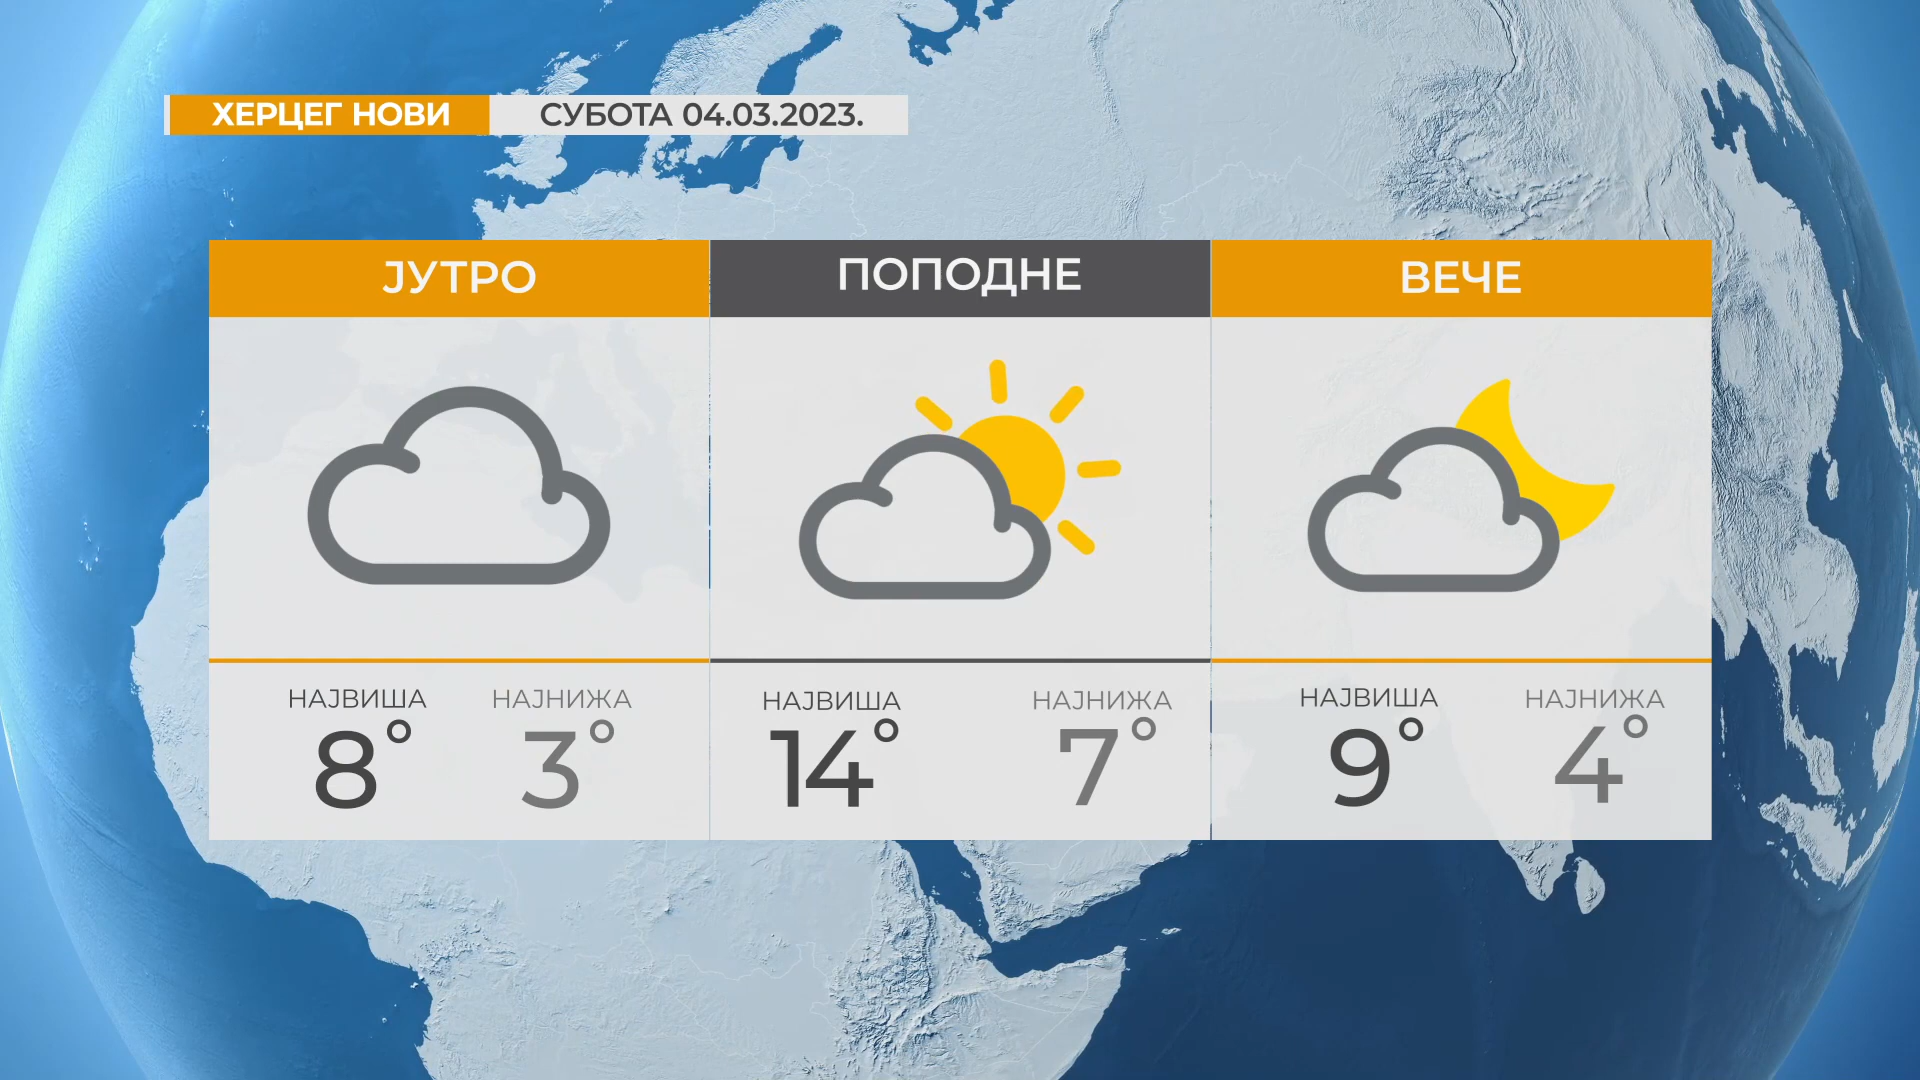 ХЕРЦЕГ НОВИ
СУБОТА 04.03.2023.
ЈУТРО
ПОПОДНЕ
ВЕЧЕ
НАЈВИША НАЈНИЖА
8° 3°
НАЈВИША НАЈНИЖА
14° 7°
НАЈВИША НАЈНИЖА
9° 4°